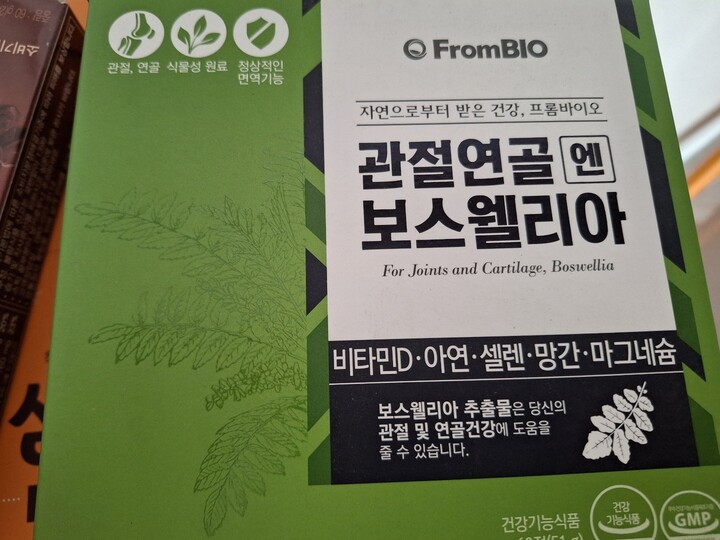 관절, 연골
식물성 원료
정상적인
면역기능
FromBIO
자연으로부터 받은 건강, 프롬바이오
관절연골 엔
보스웰리아
For Joints and Cartilage, Boswellia
비타민D·아연·셀렌·망간·마그네슘
보스웰리아 추출물은 당신의
관절 및 연골건강에 도움을
줄 수 있습니다.
건강기능식품
건강
기능식품
GMP